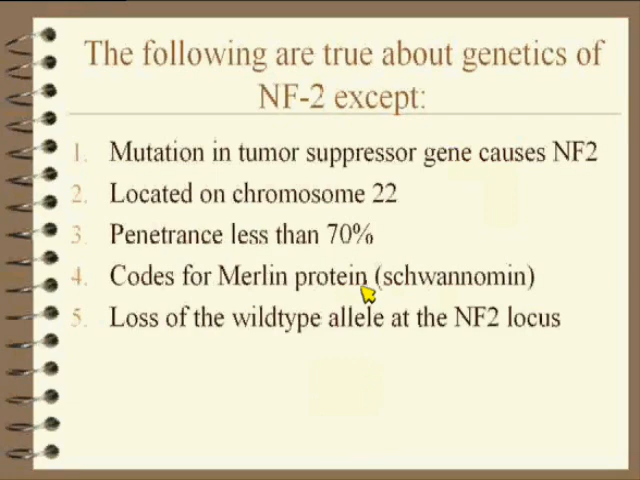 The following are true about genetics of
NF-2 except:
1. Mutation in tumor suppressor gene causes NF2
2. Located on chromosome 22
3. Penetrance less than 70%
4. Codes for Merlin protein (schwannomin)
5. Loss of the wildtype allele at the NF2 locus